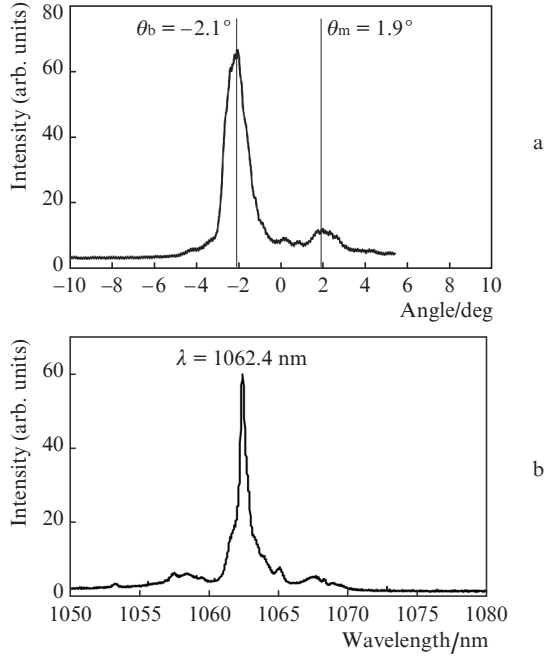 Intensity (arb. units)
80
60
40
20
0
θb = −2.1°
θm = 1.9°
a
−10 −8 −6 −4 −2 0 2 4 6 8 10
Angle/deg
Intensity (arb. units)
60
40
20
0
λ = 1062.4 nm
b
1050 1055 1060 1065 1070 1075 1080
Wavelength/nm